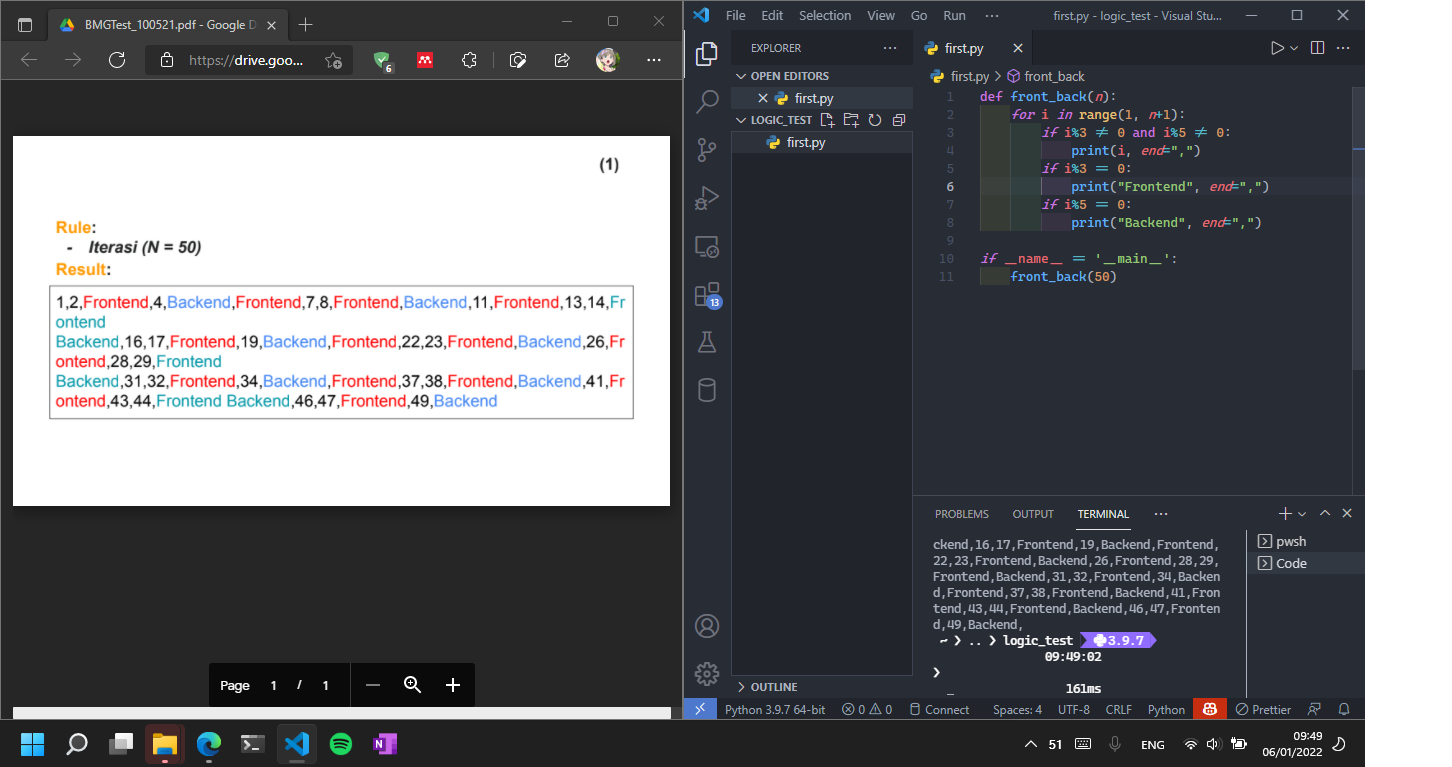 BMGTest_100521.pdf - Google D
https://drive.goo...
6
(1)
Rule:
- Iterasi (N = 50)
Result:
1,2,Frontend,4,Backend,Frontend,7,8,Frontend,Backend,11,Frontend,13,14,Fr
ontend
Backend,16,17,Frontend,19,Backend,Frontend,22,23,Frontend,Backend,26,Fr
ontend,28,29,Frontend
Backend,31,32,Frontend,34,Backend,Frontend,37,38,Frontend,Backend,41,Fr
ontend,43,44,Frontend Backend,46,47,Frontend,49,Backend
Page 1 / 1
File Edit Selection View Go Run ... first.py - logic_test - Visual Stu...
EXPLORER
OPEN EDITORS
first.py
LOGIC_TEST
first.py
OUTLINE
13
first.py
first.py > front_back
1 def front_back(n):
2 for i in range(1, n+1):
3 if i%3 ≠ 0 and i%5 ≠ 0:
4 print(i, end=",")
5 if i%3 == 0:
6 print("Frontend", end=",")
7 if i%5 == 0:
8 print("Backend", end=",")
9
10 if __name__ == '__main__':
11 front_back(50)
PROBLEMS OUTPUT TERMINAL ...
ckend,16,17,Frontend,19,Backend,Frontend,
22,23,Frontend,Backend,26,Frontend,28,29,
Frontend,Backend,31,32,Frontend,34,Backen
d,Frontend,37,38,Frontend,Backend,41,Fron
tend,43,44,Frontend,Backend,46,47,Fronten
d,49,Backend,
~ > .. > logic_test 3.9.7
09:49:02
❯
161ms
pwsh
Code
Python 3.9.7 64-bit 0 0 Connect Spaces: 4 UTF-8 CRLF Python Prettier
51 ENG 09:49
06/01/2022